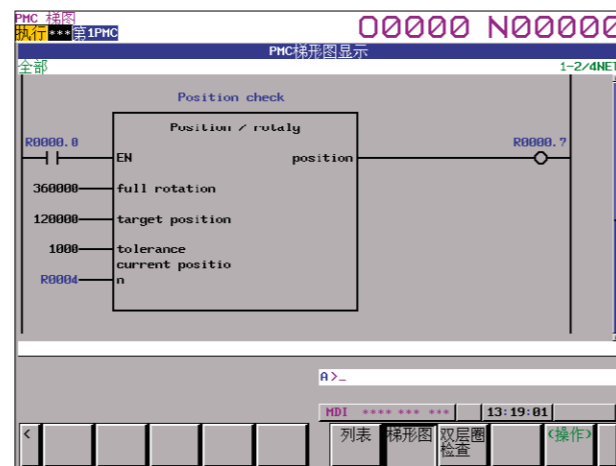 PMC 梯图
执行***第1PMC O0000 N00000
PMC梯形图显示
全部 1-2/4NET
Position check
Position / rotaly
R0000.0 R0000.7
EN position
360000 full rotation
120000 target position
1000 tolerance
current positio
R0004 n
A>_
MDI **** *** *** 13:19:01
< 列表 梯形图 双层圈 (操作)
检查